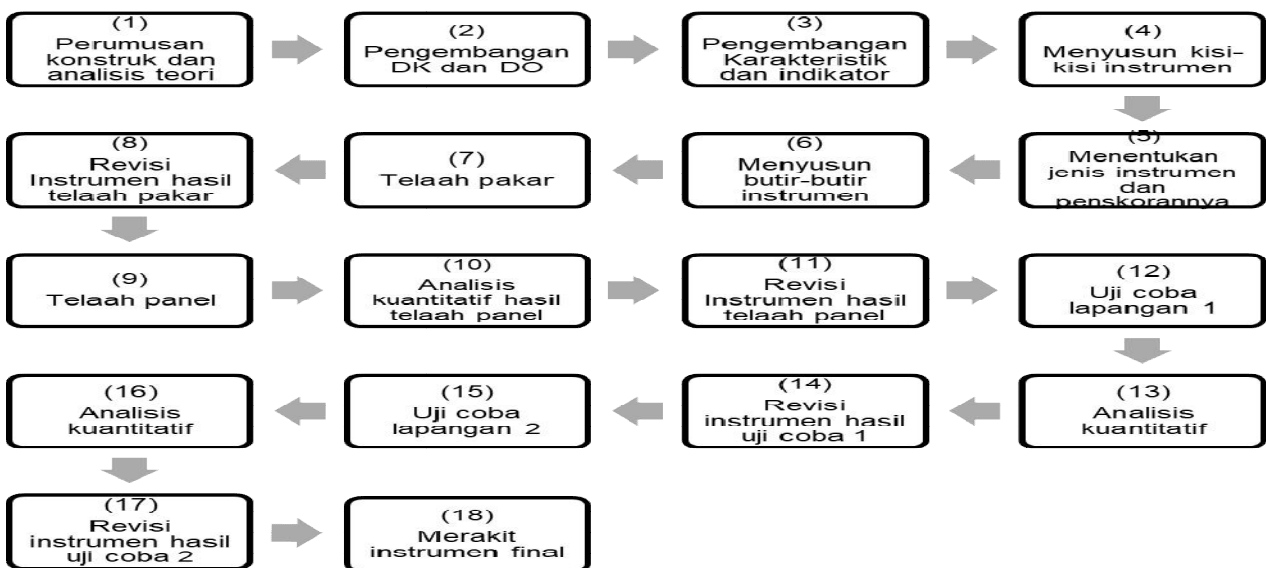 (1)
Perumusan
konstruk dan
analisis teori
(2)
Pengembangan
DK dan DO
(3)
Pengembangan
Karakteristik
dan indikator
(4)
Menyusun kisi-
kisi instrumen
(5)
Menentukan
jenis instrumen
dan
penskorannya
(6)
Menyusun
butir-butir
instrumen
(7)
Telaah pakar
(8)
Revisi
Instrumen hasil
telaah pakar
(9)
Telaah panel
(10)
Analisis
kuantitatif hasil
telaah panel
(11)
Revisi
Instrumen hasil
telaah panel
(12)
Uji coba
lapangan 1
(13)
Analisis
kuantitatif
(14)
Revisi
instrumen hasil
uji coba 1
(15)
Uji coba
lapangan 2
(16)
Analisis
kuantitatif
(17)
Revisi
instrumen hasil
uji coba 2
(18)
Merakit
instrumen final